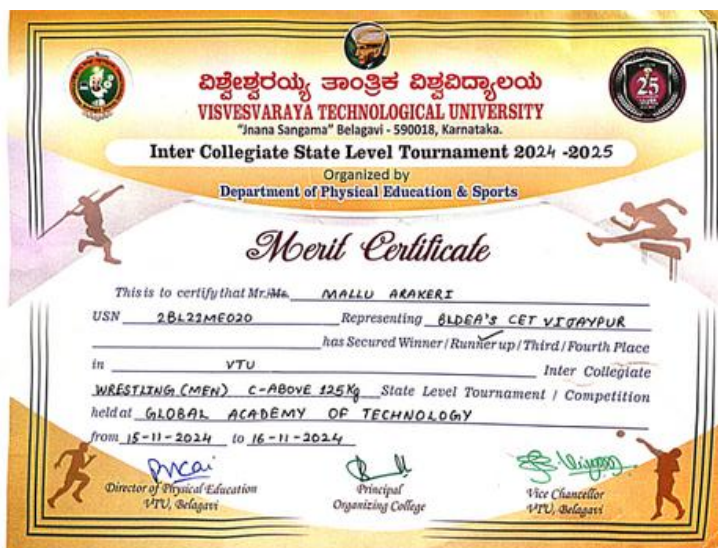 ವಿಶ್ವೇಶ್ವರಯ್ಯ ತಾಂತ್ರಿಕ ವಿಶ್ವವಿದ್ಯಾಲಯ
VISVESVARAYA TECHNOLOGICAL UNIVERSITY
"Jnana Sangama" Belagavi - 590018, Karnataka.
Inter Collegiate State Level Tournament 2024 -2025
Organized by
Department of Physical Education & Sports
25
Merit Certificate
This is to certify that Mr./Ms. MALLU ARAKERI
USN 2BL21ME020 Representing BLDEA'S CET VIJAYPUR
has Secured Winner / Runner up / Third / Fourth Place
in VTU Inter Collegiate
WRESTLING (MEN) C-ABOVE 125Kg State Level Tournament / Competition
held at GLOBAL ACADEMY OF TECHNOLOGY
from 15-11-2024 to 16-11-2024
Director of Physical Education
VTU, Belagavi
Principal
Organizing College
Vice Chancellor
VTU, Belagavi